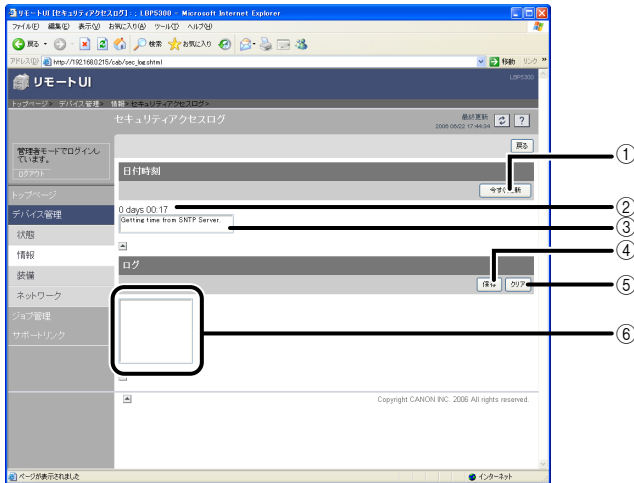 リモートUI [セキュリティアクセスログ] : ; LBP5300 - Microsoft Internet Explorer
ファイル(F) 編集(E) 表示(V) お気に入り(A) ツール(T) ヘルプ(H)
戻る 検索 お気に入り
アドレス(D) http://192.168.0.215/cab/sec_log.shtml 移動 リンク »
リモートUI LBP5300
トップページ> デバイス管理> 情報> セキュリティアクセスログ>
セキュリティアクセスログ 最終更新 2006 06/22 17:44:34 ?
管理者モードでログインしています。 戻る
ログアウト
日付時刻
①
今すぐ更新
トップページ
0 days 00:17 ②
デバイス管理
Getting time from SNTP Server. ③
状態
情報 ④
ログ
装備 保存 クリア ⑤
ネットワーク
ジョブ管理
サポートリンク ⑥
Copyright CANON INC. 2006 All rights reserved.
ページが表示されました インターネット